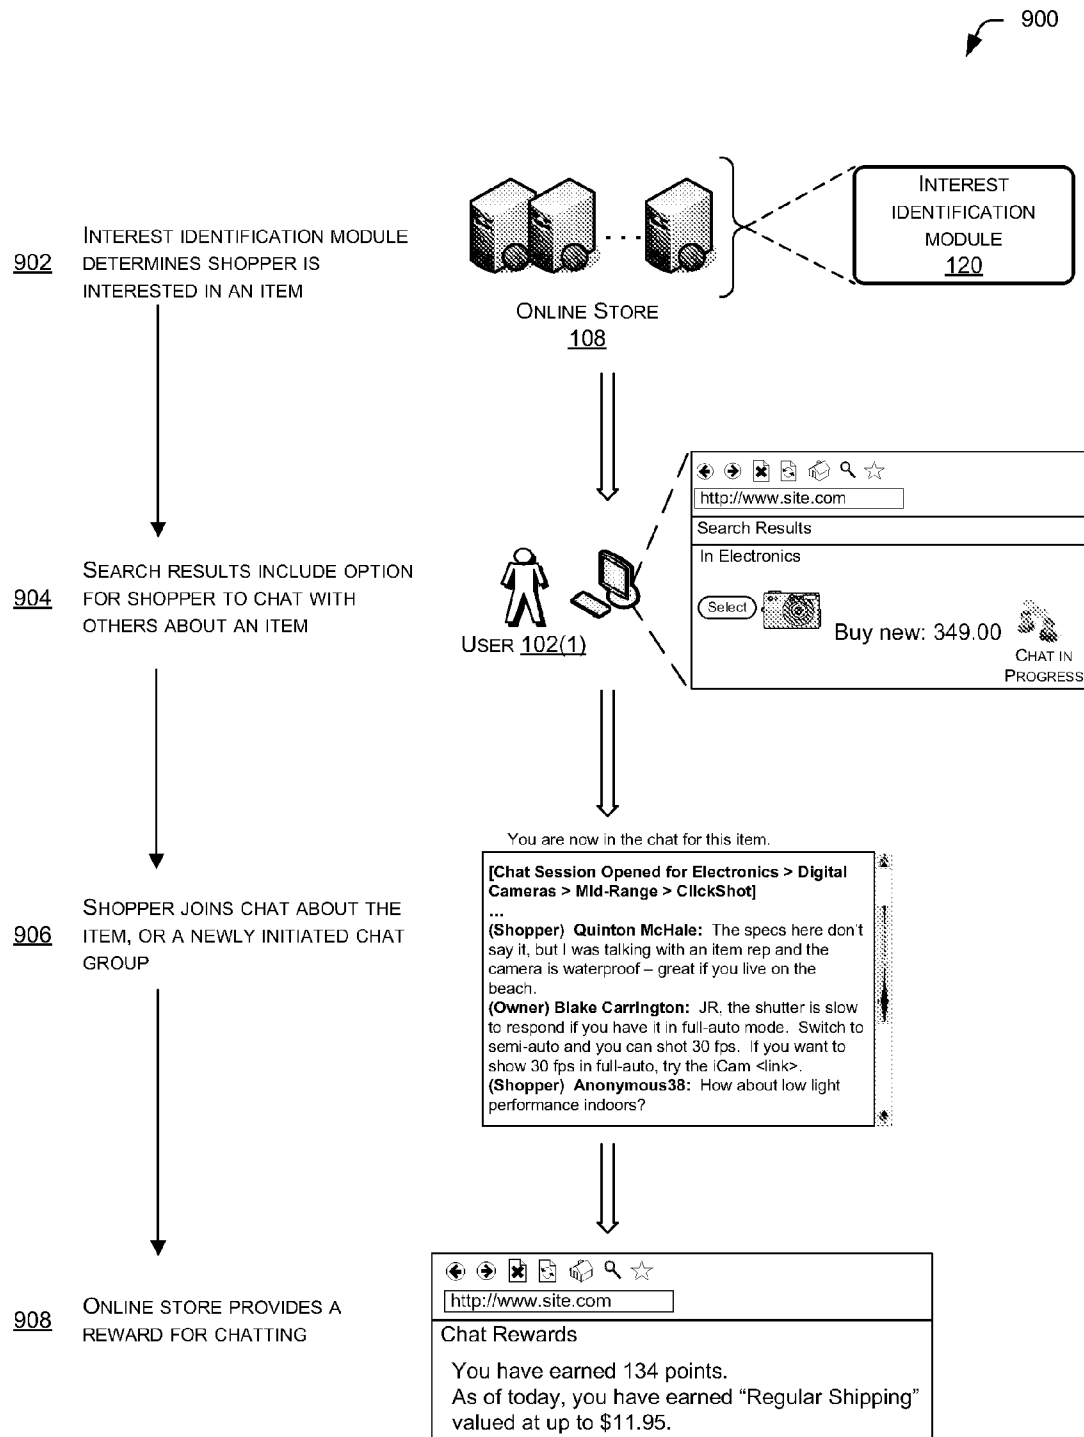 900
902
INTEREST IDENTIFICATION MODULE
DETERMINES SHOPPER IS
INTERESTED IN AN ITEM
ONLINE STORE
108
INTEREST
IDENTIFICATION
MODULE
120
904
SEARCH RESULTS INCLUDE OPTION
FOR SHOPPER TO CHAT WITH
OTHERS ABOUT AN ITEM
USER 102(1)
http://www.site.com
Search Results
In Electronics
Select
Buy new: 349.00
CHAT IN
PROGRESS
906
SHOPPER JOINS CHAT ABOUT THE
ITEM, OR A NEWLY INITIATED CHAT
GROUP
You are now in the chat for this item.
[Chat Session Opened for Electronics > Digital
Cameras > Mid-Range > ClickShot]
...
(Shopper) Quinton McHale: The specs here don't
say it, but I was talking with an item rep and the
camera is waterproof – great if you live on the
beach.
(Owner) Blake Carrington: JR, the shutter is slow
to respond if you have it in full-auto mode. Switch to
semi-auto and you can shot 30 fps. If you want to
show 30 fps in full-auto, try the iCam <link>.
(Shopper) Anonymous38: How about low light
performance indoors?
908
ONLINE STORE PROVIDES A
REWARD FOR CHATTING
http://www.site.com
Chat Rewards
You have earned 134 points.
As of today, you have earned “Regular Shipping”
valued at up to $11.95.